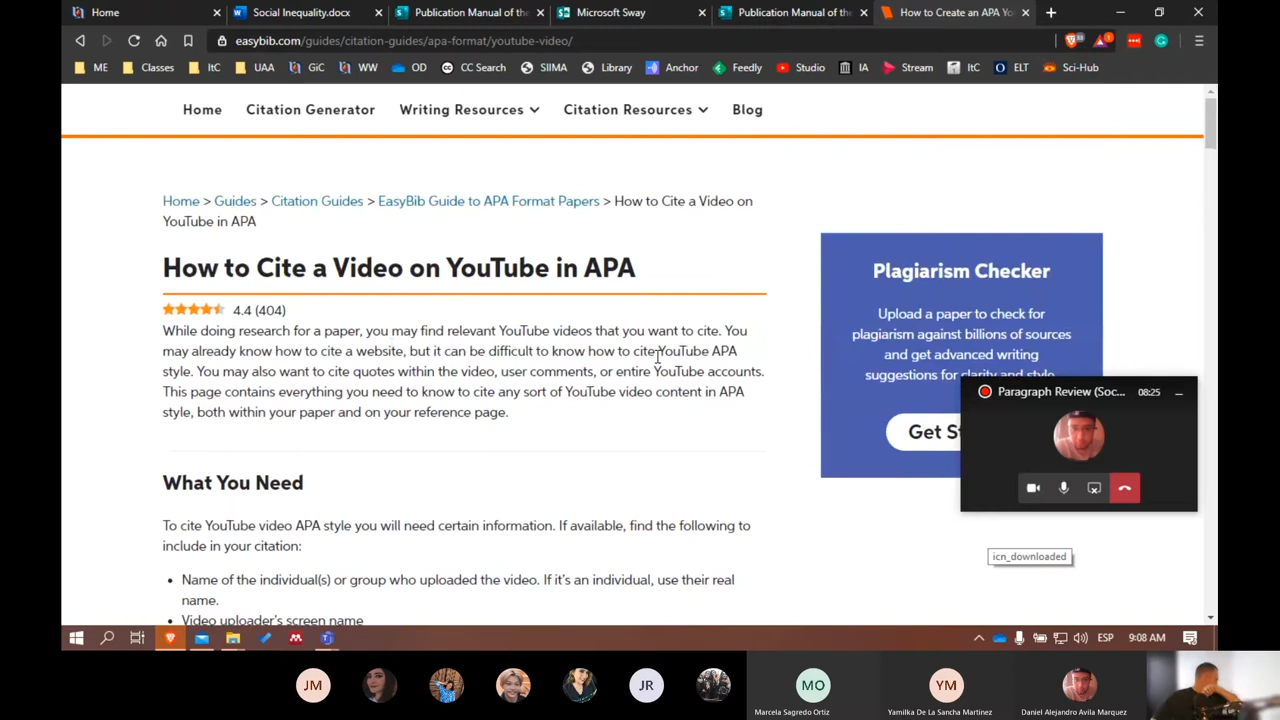 Home
Social Inequality.docx
Publication Manual of the
Microsoft Sway
Publication Manual of the
How to Create an APA Yo
easybib.com/guides/citation-guides/apa-format/youtube-video/
ME
Classes
ItC
UAA
GiC
WW
OD
CC Search
SIIMA
Library
Anchor
Feedly
Studio
IA
Stream
ItC
ELT
Sci-Hub
Home
Citation Generator
Writing Resources
Citation Resources
Blog
Home > Guides > Citation Guides > EasyBib Guide to APA Format Papers > How to Cite a Video on
YouTube in APA
How to Cite a Video on YouTube in APA
4.4 (404)
While doing research for a paper, you may find relevant YouTube videos that you want to cite. You
may already know how to cite a website, but it can be difficult to know how to cite YouTube APA
style. You may also want to cite quotes within the video, user comments, or entire YouTube accounts.
This page contains everything you need to know to cite any sort of YouTube video content in APA
style, both within your paper and on your reference page.
What You Need
To cite YouTube video APA style you will need certain information. If available, find the following to
include in your citation:
• Name of the individual(s) or group who uploaded the video. If it's an individual, use their real
name.
• Video uploader's screen name
Plagiarism Checker
Upload a paper to check for
plagiarism against billions of sources
and get advanced writing
suggestions for clarity and style
Get S
Paragraph Review (Soc...
08:25
icn_downloaded
ESP
9:08 AM
JM
JR
MO
YM
Marcela Sagredo Ortiz
Yamilka De La Sancha Martinez
Daniel Alejandro Avila Marquez